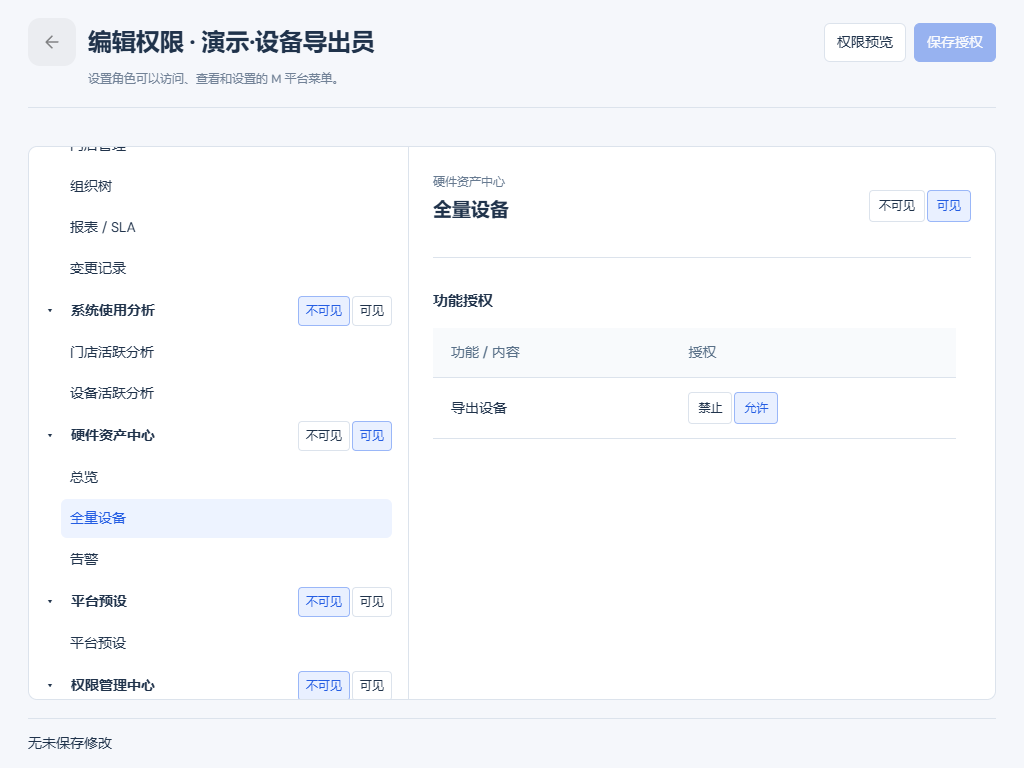 编辑权限 · 演示·设备导出员
设置角色可以访问、查看和设置的 M 平台菜单。
权限预览
保存授权
门店管理
组织树
报表 / SLA
变更记录
系统使用分析 不可见 可见
门店活跃分析
设备活跃分析
硬件资产中心 不可见 可见
总览
全量设备
告警
平台预设 不可见 可见
平台预设
权限管理中心 不可见 可见
硬件资产中心
全量设备
不可见 可见
功能授权
功能 / 内容 授权
导出设备 禁止 允许
无未保存修改